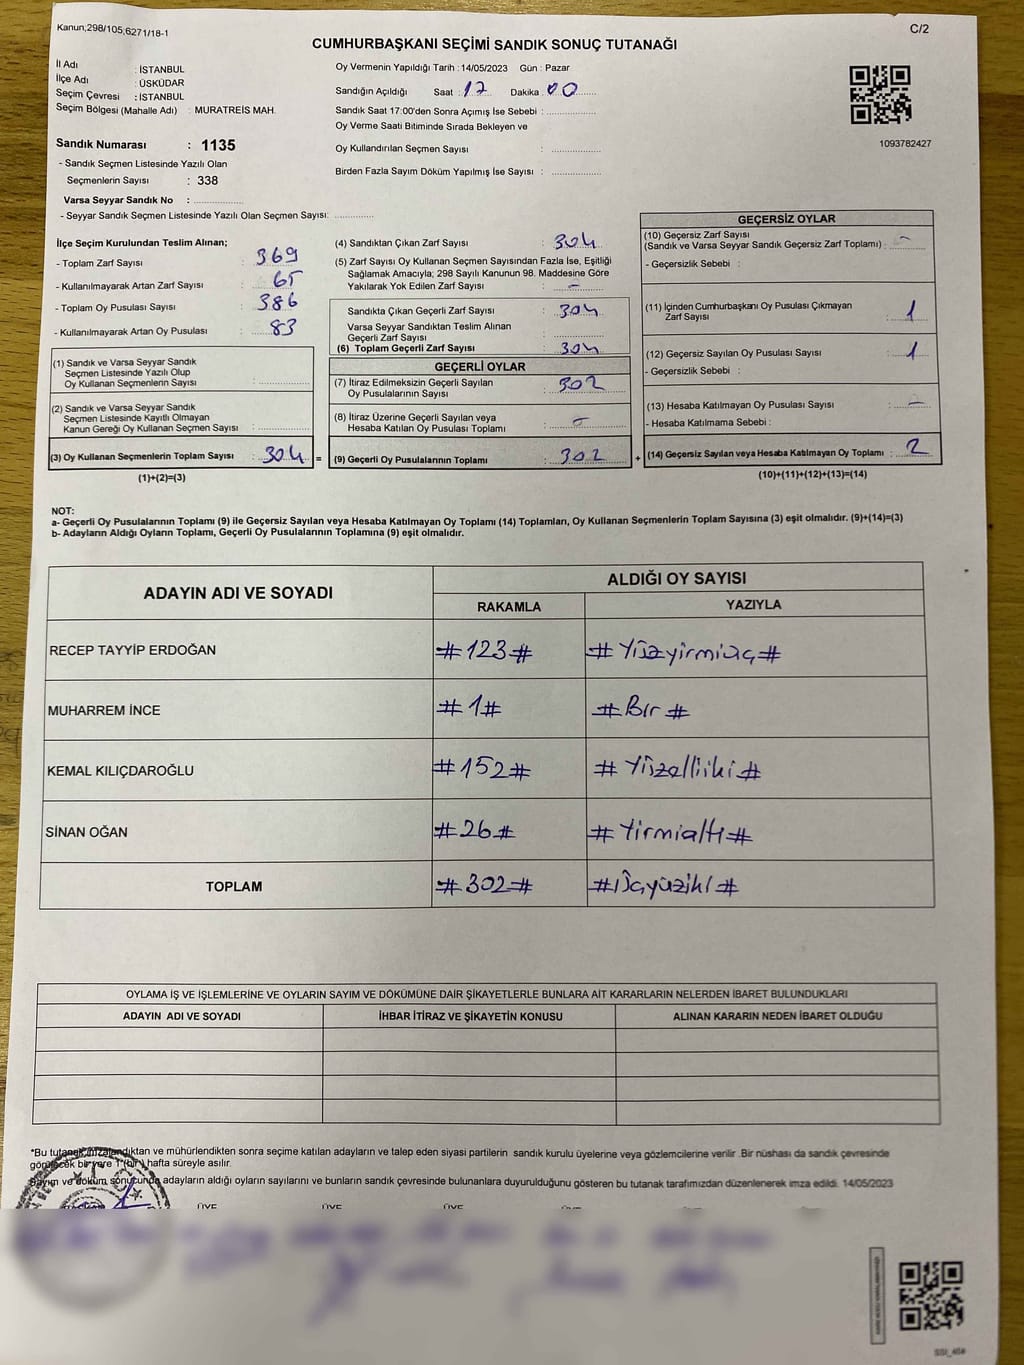 Kanun,298/105,6271/18-1
C/2
CUMHURBAŞKANI SEÇİMİ SANDIK SONUÇ TUTANAĞI
İl Adı : İSTANBUL
İlçe Adı : ÜSKÜDAR
Seçim Çevresi : İSTANBUL
Seçim Bölgesi (Mahalle Adı) : MURATREİS MAH.
Oy Vermenin Yapıldığı Tarih : 14/05/2023 Gün : Pazar
Sandığın Açıldığı Saat : 17 Dakika : 00
Sandık Saat 17:00'den Sonra Açımış İse Sebebi :
Oy Verme Saati Bitiminde Sırada Bekleyen ve
Oy Kullandırılan Seçmen Sayısı :
Birden Fazla Sayım Döküm Yapılmış İse Sayısı :
1093782427
Sandık Numarası : 1135
- Sandık Seçmen Listesinde Yazılı Olan
Seçmenlerin Sayısı : 338
Varsa Seyyar Sandık No :
- Seyyar Sandık Seçmen Listesinde Yazılı Olan Seçmen Sayısı:
İlçe Seçim Kurulundan Teslim Alınan;
- Toplam Zarf Sayısı : 369
- Kullanılmayarak Artan Zarf Sayısı : 65
- Toplam Oy Pusulası Sayısı : 386
- Kullanılmayarak Artan Oy Pusulası : 83
(1) Sandık ve Varsa Seyyar Sandık
Seçmen Listesinde Yazılı Olup
Oy Kullanan Seçmenlerin Sayısı :
(2) Sandık ve Varsa Seyyar Sandık
Seçmen Listesinde Kayıtlı Olmayan
Kanun Gereği Oy Kullanan Seçmen Sayısı :
(3) Oy Kullanan Seçmenlerin Toplam Sayısı : 304 =
(1)+(2)=(3)
(4) Sandıktan Çıkan Zarf Sayısı : 304
(5) Zarf Sayısı Oy Kullanan Seçmen Sayısından Fazla İse, Eşitliği
Sağlamak Amacıyla; 298 Sayılı Kanunun 98. Maddesine Göre
Yakılarak Yok Edilen Zarf Sayısı : -
Sandıkta Çıkan Geçerli Zarf Sayısı : 304
Varsa Seyyar Sandıktan Teslim Alınan
Geçerli Zarf Sayısı :
(6) Toplam Geçerli Zarf Sayısı : 304
GEÇERLİ OYLAR
(7) İtiraz Edilmeksizin Geçerli Sayılan
Oy Pusulalarının Sayısı : 302
(8) İtiraz Üzerine Geçerli Sayılan veya
Hesaba Katılan Oy Pusulası Toplamı : -
(9) Geçerli Oy Pusulalarının Toplamı : 302 +
GEÇERSİZ OYLAR
(10) Geçersiz Zarf Sayısı
(Sandık ve Varsa Seyyar Sandık Geçersiz Zarf Toplamı) : -
- Geçersizlik Sebebi :
(11) İçinden Cumhurbaşkanı Oy Pusulası Çıkmayan
Zarf Sayısı : 1
(12) Geçersiz Sayılan Oy Pusulası Sayısı : 1
- Geçersizlik Sebebi :
(13) Hesaba Katılmayan Oy Pusulası Sayısı : -
- Hesaba Katılmama Sebebi :
(14) Geçersiz Sayılan veya Hesaba Katılmayan Oy Toplamı : 2
(10)+(11)+(12)+(13)=(14)
NOT:
a- Geçerli Oy Pusulalarının Toplamı (9) ile Geçersiz Sayılan veya Hesaba Katılmayan Oy Toplamı (14) Toplamları, Oy Kullanan Seçmenlerin Toplam Sayısına (3) eşit olmalıdır. (9)+(14)=(3)
b- Adayların Aldığı Oyların Toplamı, Geçerli Oy Pusulalarının Toplamına (9) eşit olmalıdır.
ADAYIN ADI VE SOYADI
ALDIĞI OY SAYISI
RAKAMLA YAZIYLA
RECEP TAYYİP ERDOĞAN #123# #Yüzyirmiüç#
MUHARREM İNCE #1# #Bir#
KEMAL KILIÇDAROĞLU #152# #Yüzelliiki#
SİNAN OĞAN #26# #Yirmialtı#
TOPLAM #302# #Üçyüziki#
OYLAMA İŞ VE İŞLEMLERİNE VE OYLARIN SAYIM VE DÖKÜMÜNE DAİR ŞİKAYETLERLE BUNLARA AİT KARARLARIN NELERDEN İBARET BULUNDUKLARI
ADAYIN ADI VE SOYADI İHBAR İTİRAZ VE ŞİKAYETİN KONUSU ALINAN KARARIN NEDEN İBARET OLDUĞU
*Bu tutanak imzalandıktan ve mühürlendikten sonra seçime katılan adayların ve talep eden siyasi partilerin sandık kurulu üyelerine veya gözlemcilerine verilir .Bir nüshası da sandık çevresinde
görülecek bir yere 1 (bir) hafta süreyle asılır.
Sayım ve döküm sonucunda adayların aldığı oyların sayılarını ve bunların sandık çevresinde bulunanlara duyurulduğunu gösteren bu tutanak tarafımızdan düzenlenerek imza edildi. 14/05/2023
ÜYE ÜYE ÜYE